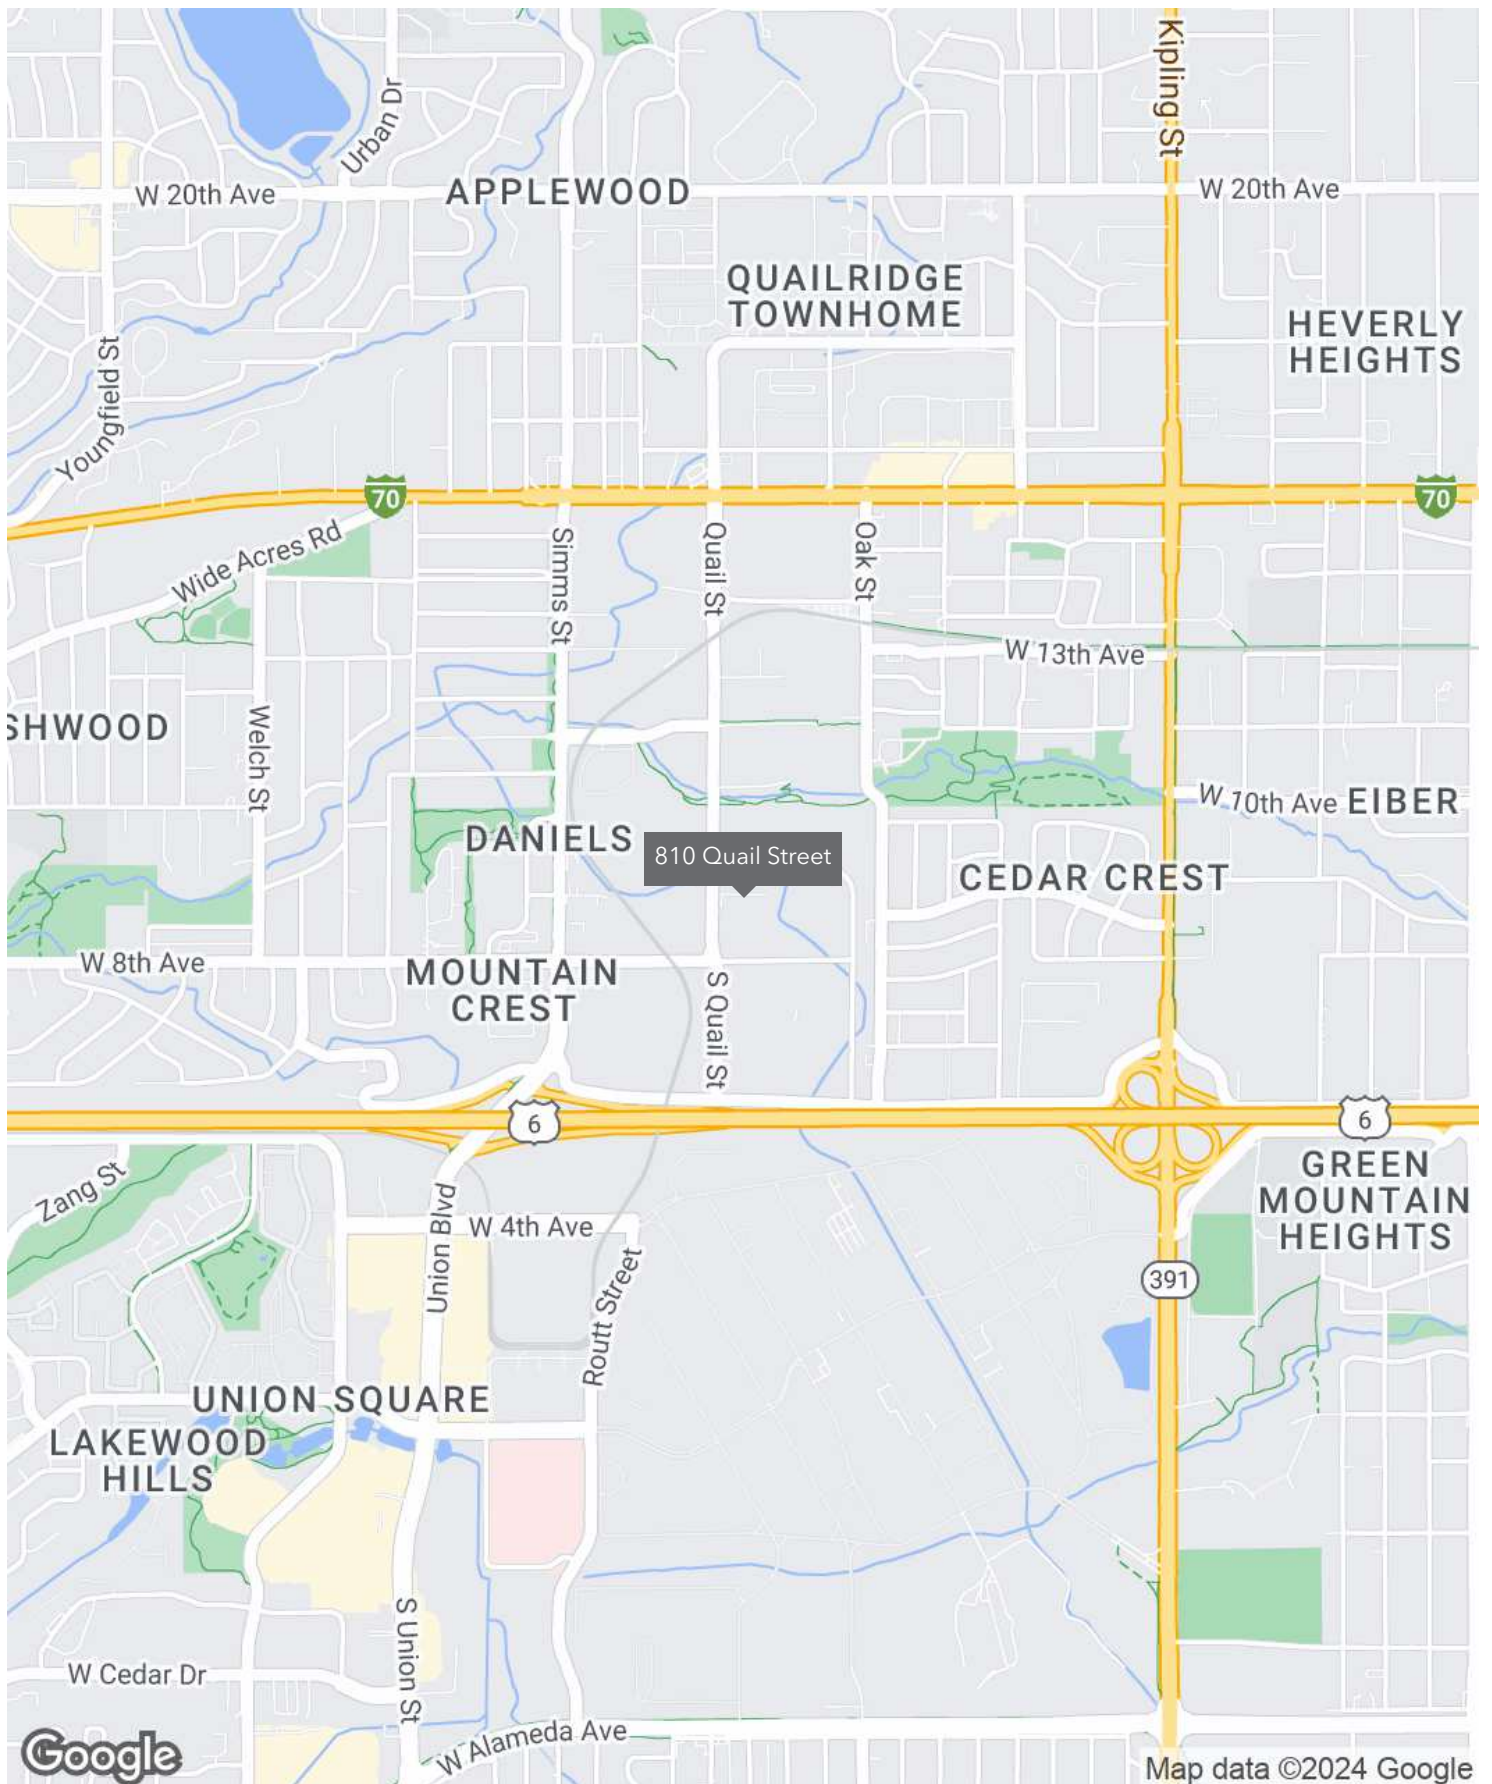 Kipling St
Urban Dr
W 20th Ave
APPLEWOOD
W 20th Ave
QUAILRIDGE
TOWNHOME
HEVERLY
HEIGHTS
Youngfield St
70
70
Wide Acres Rd
Simms St
Quail St
Oak St
W 13th Ave
SHWOOD
Welch St
W 10th Ave
EIBER
DANIELS
810 Quail Street
CEDAR CREST
W 8th Ave
MOUNTAIN
CREST
S Quail St
6
6
Zang St
GREEN
MOUNTAIN
HEIGHTS
Union Blvd
W 4th Ave
391
Routt Street
UNION SQUARE
LAKEWOOD
HILLS
S Union St
W Cedar Dr
W Alameda Ave
Google
Map data ©2024 Google